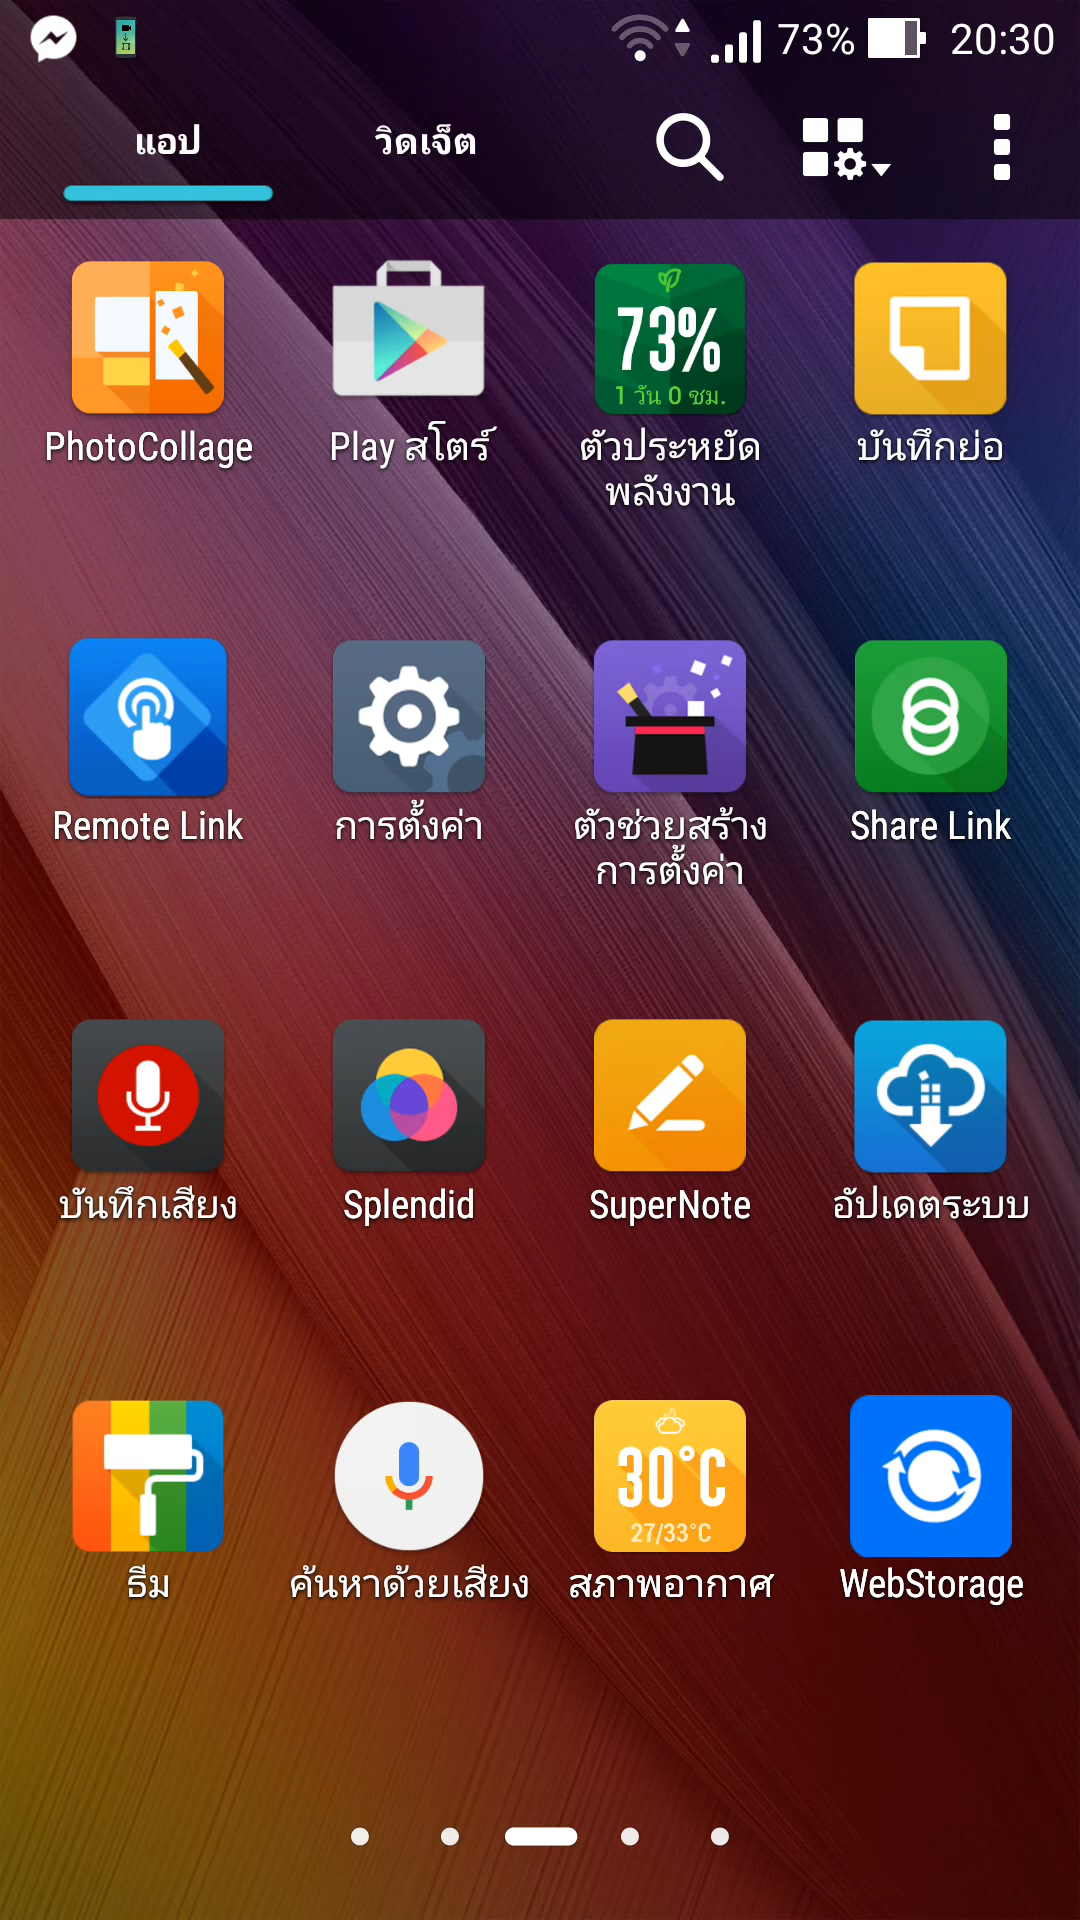 73% 20:30
แอป วิดเจ็ต
73%
1 วัน 0 ชม.
PhotoCollage Play สโตร์ ตัวประหยัด บันทึกย่อ
พลังงาน
Remote Link การตั้งค่า ตัวช่วยสร้าง Share Link
การตั้งค่า
บันทึกเสียง Splendid SuperNote อัปเดตระบบ
30°C
27/33°C
ธีม ค้นหาด้วยเสียง สภาพอากาศ WebStorage